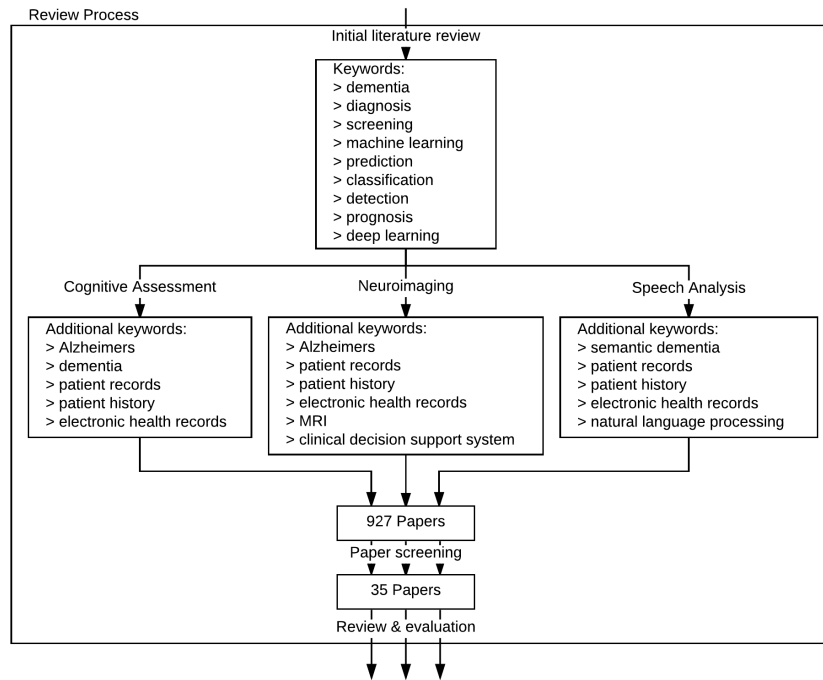 Review Process
Initial literature review
Keywords:
> dementia
> diagnosis
> screening
> machine learning
> prediction
> classification
> detection
> prognosis
> deep learning
Cognitive Assessment
Additional keywords:
> Alzheimers
> dementia
> patient records
> patient history
> electronic health records
Neuroimaging
Additional keywords:
> Alzheimers
> patient records
> patient history
> electronic health records
> MRI
> clinical decision support system
Speech Analysis
Additional keywords:
> semantic dementia
> patient records
> patient history
> electronic health records
> natural language processing
927 Papers
Paper screening
35 Papers
Review & evaluation